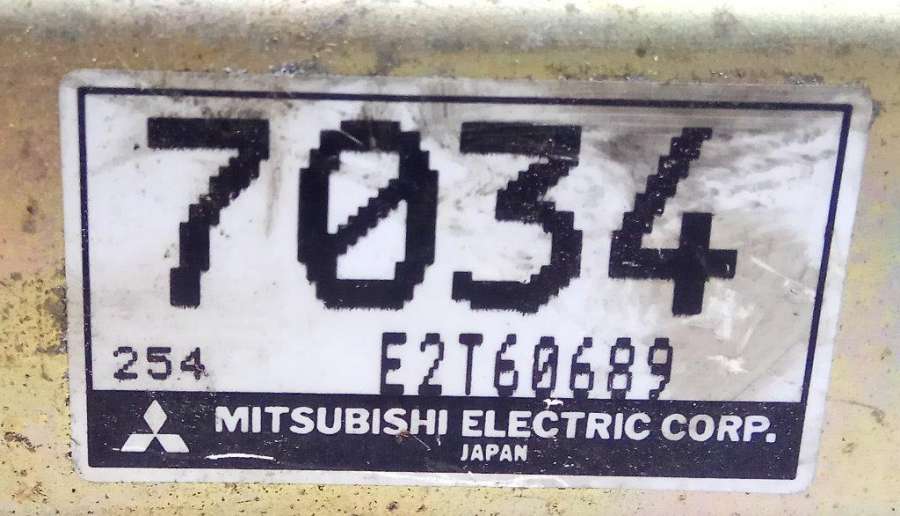 7034
254 E2T60689
MITSUBISHI ELECTRIC CORP.
JAPAN